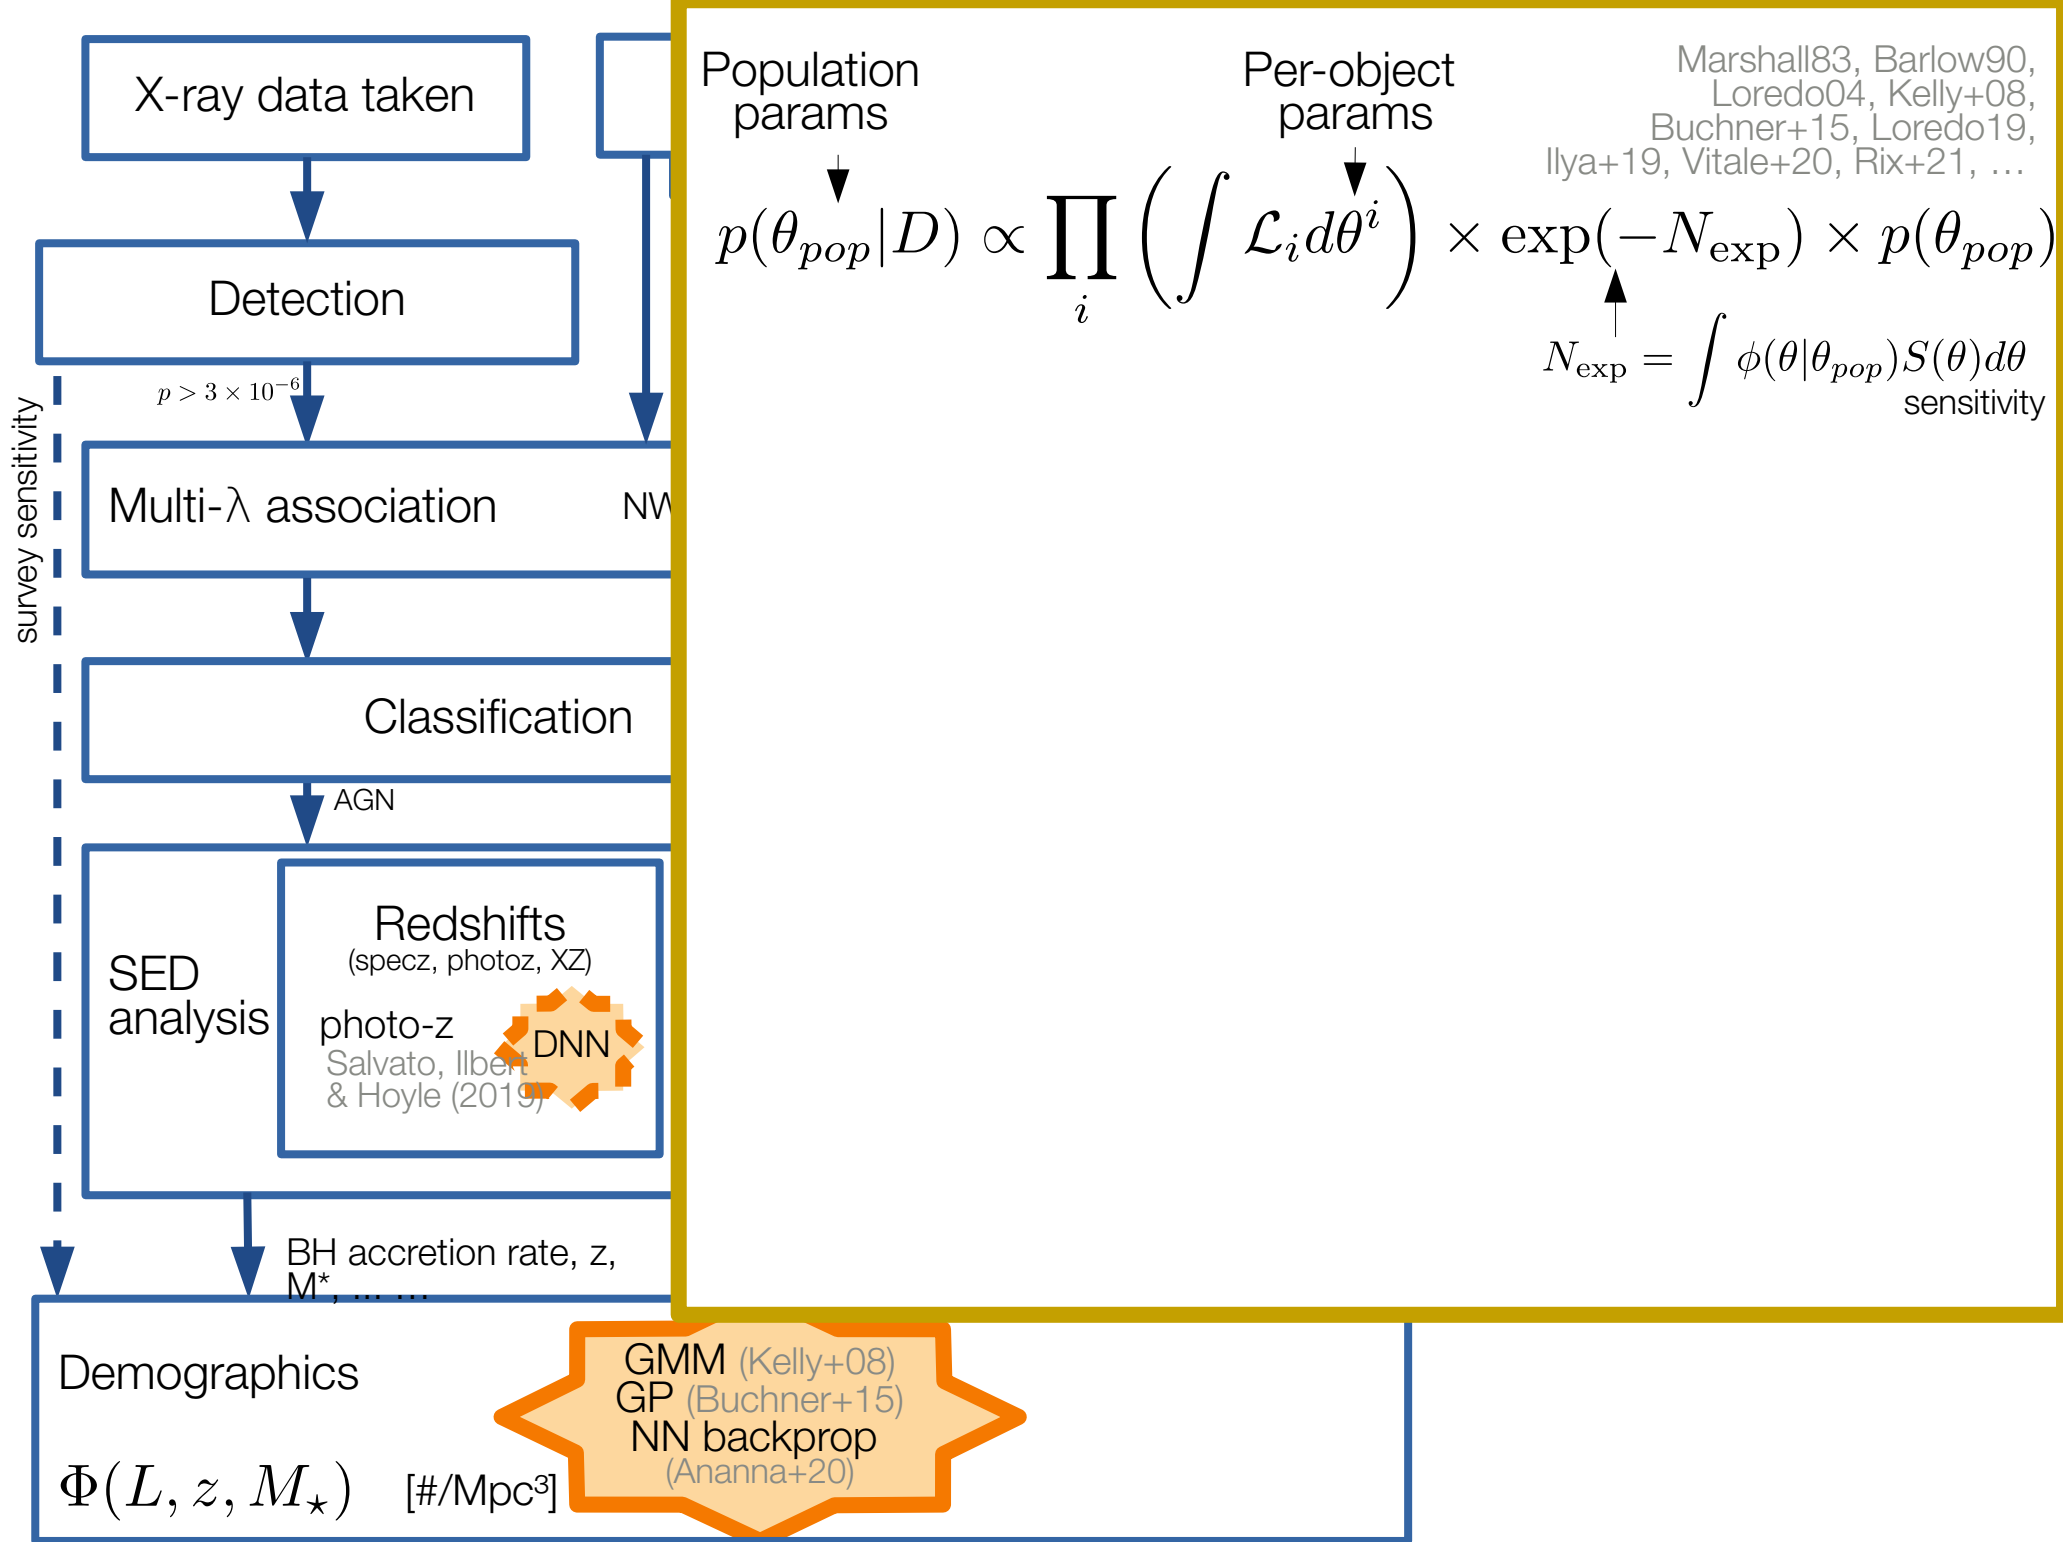 X-ray data taken
Detection
p > 3 × 10⁻⁶
survey sensitivity
Multi-λ association
NW
Classification
AGN
SED
analysis
Redshifts
(specz, photoz, XZ)
photo-z
DNN
Salvato, Ilbert
& Hoyle (2019)
BH accretion rate, z,
M*, ... ...
Demographics
Φ(L, z, M⋆) [#/Mpc³]
GMM (Kelly+08)
GP (Buchner+15)
NN backprop
(Ananna+20)
Population
params
Per-object
params
Marshall83, Barlow90,
Loredo04, Kelly+08,
Buchner+15, Loredo19,
Ilya+19, Vitale+20, Rix+21, ...
p(θ_pop|D) ∝ ∏_i (∫ ℒ_i dθ^i) × exp(−N_exp) × p(θ_pop)
N_exp = ∫ φ(θ|θ_pop)S(θ)dθ
sensitivity